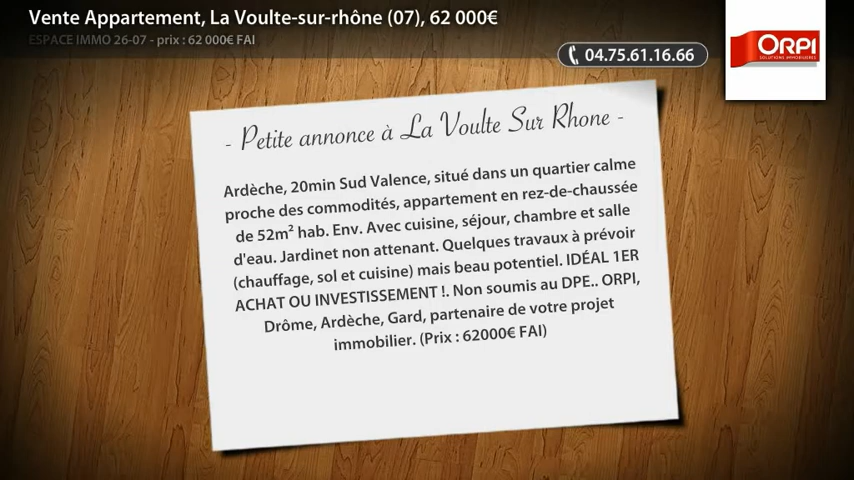 Vente Appartement, La Voulte-sur-rhône (07), 62 000€
ESPACE IMMO 26-07 - prix : 62 000€ FAI
04.75.61.16.66
ORPI
SOLUTIONS IMMOBILIERES
- Petite annonce à La Voulte Sur Rhone -
Ardèche, 20min Sud Valence, situé dans un quartier calme
proche des commodités, appartement en rez-de-chaussée
de 52m² hab. Env. Avec cuisine, séjour, chambre et salle
d'eau. Jardinet non attenant. Quelques travaux à prévoir
(chauffage, sol et cuisine) mais beau potentiel. IDÉAL 1ER
ACHAT OU INVESTISSEMENT !. Non soumis au DPE.. ORPI,
Drôme, Ardèche, Gard, partenaire de votre projet
immobilier. (Prix : 62000€ FAI)